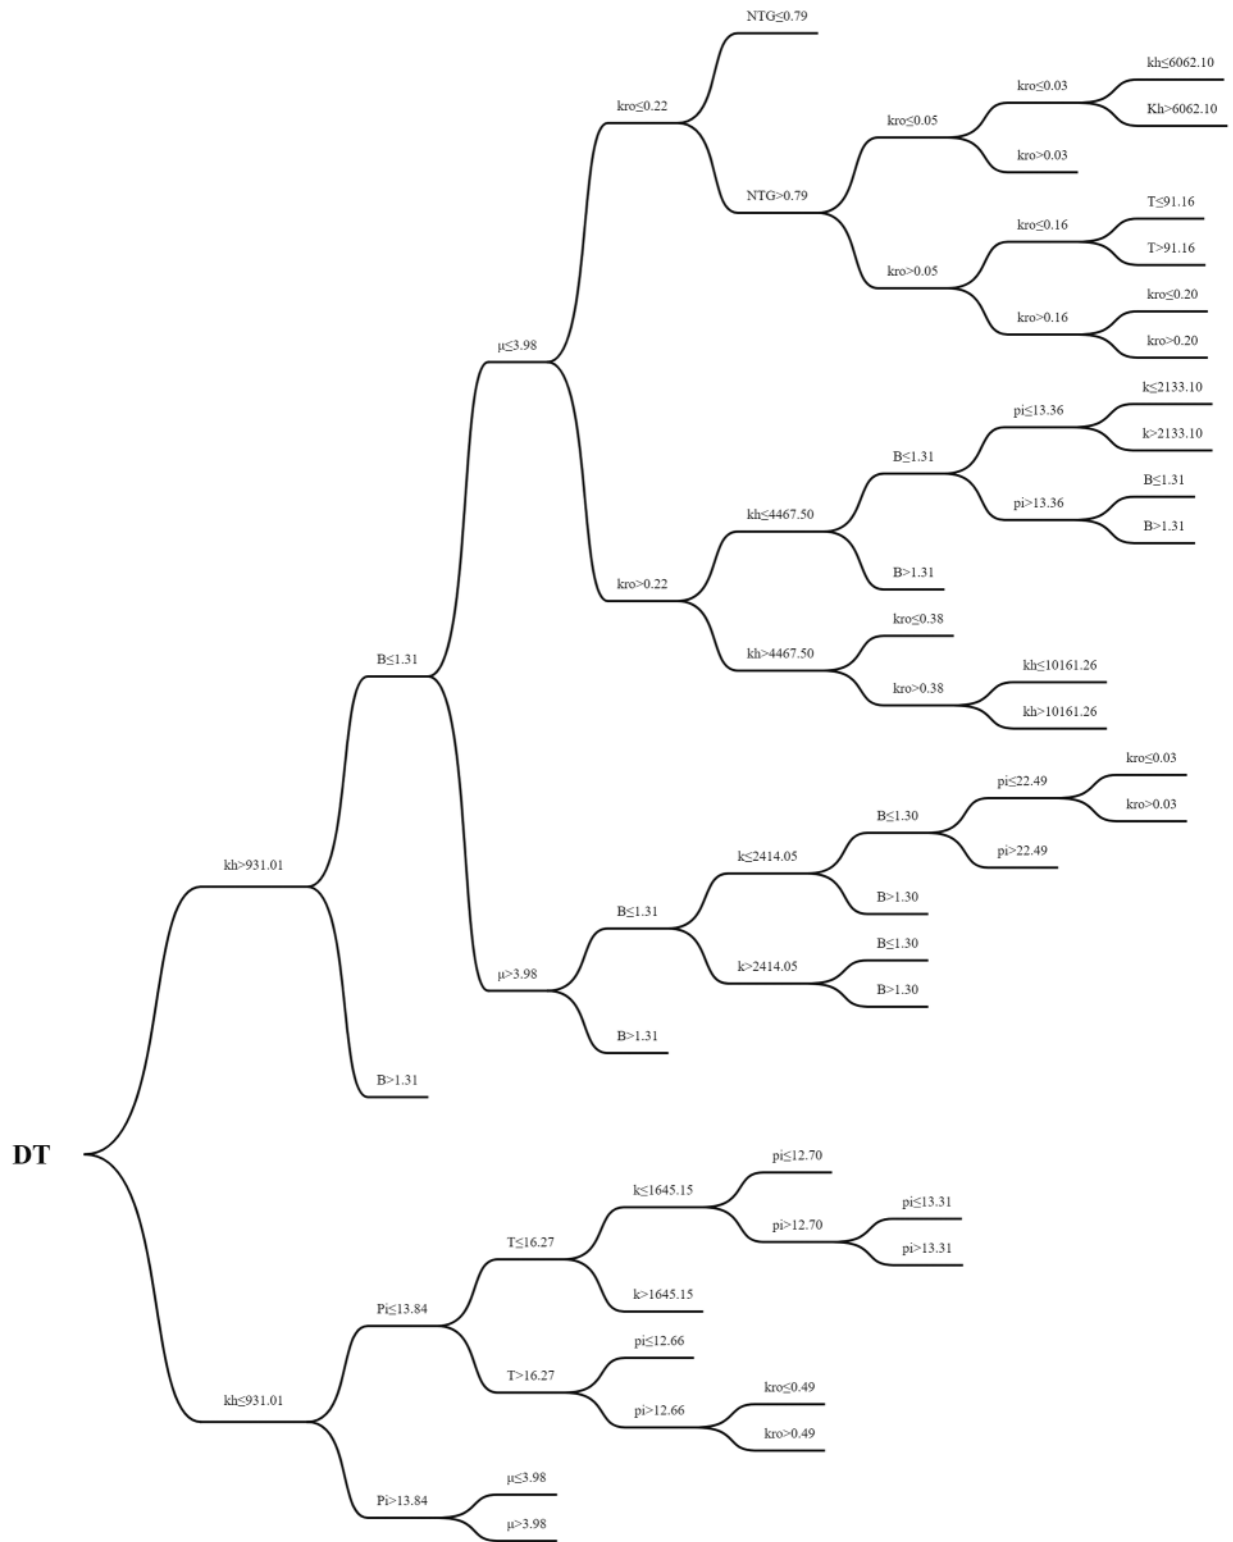 NTG≤0.79
kh≤6062.10
kro≤0.03
kro≤0.22
Kh>6062.10
kro≤0.05
kro>0.03
NTG>0.79
T≤91.16
kro≤0.16
T>91.16
kro>0.05
kro≤0.20
kro>0.16
kro>0.20
μ≤3.98
k≤2133.10
pi≤13.36
k>2133.10
B≤1.31
B≤1.31
pi>13.36
kh≤4467.50
B>1.31
B>1.31
kro>0.22
kro≤0.38
kh>4467.50
B≤1.31
kh≤10161.26
kro>0.38
kh>10161.26
kro≤0.03
pi≤22.49
kro>0.03
B≤1.30
pi>22.49
k≤2414.05
kh>931.01
B>1.30
B≤1.31
B≤1.30
k>2414.05
μ>3.98
B>1.30
B>1.31
B>1.31
DT
pi≤12.70
k≤1645.15
pi≤13.31
pi>12.70
T≤16.27
pi>13.31
k>1645.15
Pi≤13.84
pi≤12.66
T>16.27
kro≤0.49
kh≤931.01
pi>12.66
kro>0.49
μ≤3.98
Pi>13.84
μ>3.98